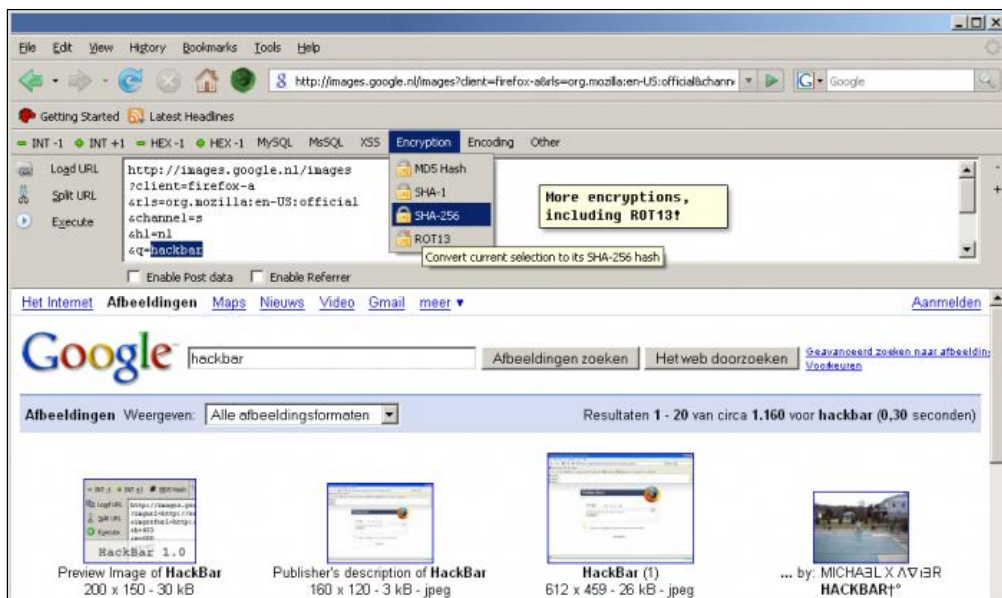 File Edit View History Bookmarks Tools Help
http://images.google.nl/images?client=firefox-a&rls=org.mozilla:en-US:official&chann
Google
Getting Started Latest Headlines
INT -1 INT +1 HEX -1 HEX -1 MySQL MsSQL XSS Encryption Encoding Other
Load URL
Split URL
Execute
http://images.google.nl/images
?client=firefox-a
&rls=org.mozilla:en-US:official
&channel=s
&hl=nl
&q=hackbar
MD5 Hash
SHA-1
SHA-256
ROT13
Convert current selection to its SHA-256 hash
More encryptions,
including ROT13!
Enable Post data Enable Referrer
Het Internet Afbeeldingen Maps Nieuws Video Gmail meer ▼ Aanmelden
Google hackbar Afbeeldingen zoeken Het web doorzoeken
Geavanceerd zoeken naar afbeelding
Voorkeuren
Afbeeldingen Weergeven: Alle afbeeldingsformaten Resultaten 1 - 20 van circa 1.160 voor hackbar (0,30 seconden)
HackBar 1.0
Preview Image of HackBar
200 x 150 - 30 kB
Publisher's description of HackBar
160 x 120 - 3 kB - jpeg
HackBar (1)
612 x 459 - 26 kB - jpeg
... by: MICHAƎL X Λ∇IƎR
HACKBAR†°